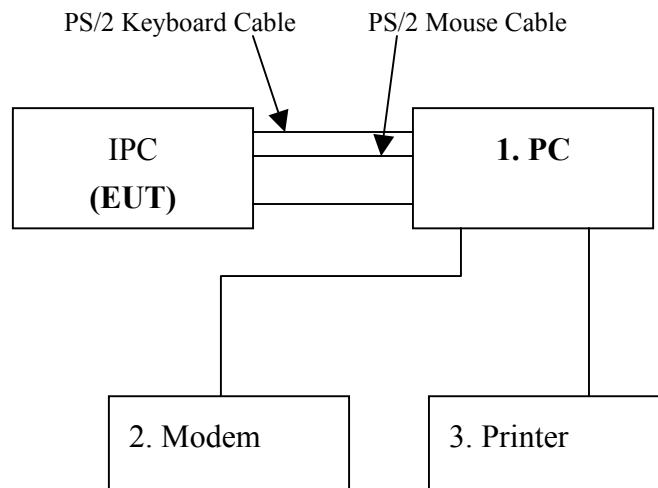 PS/2 Keyboard Cable
PS/2 Mouse Cable
IPC
(EUT)
1. PC
2. Modem
3. Printer